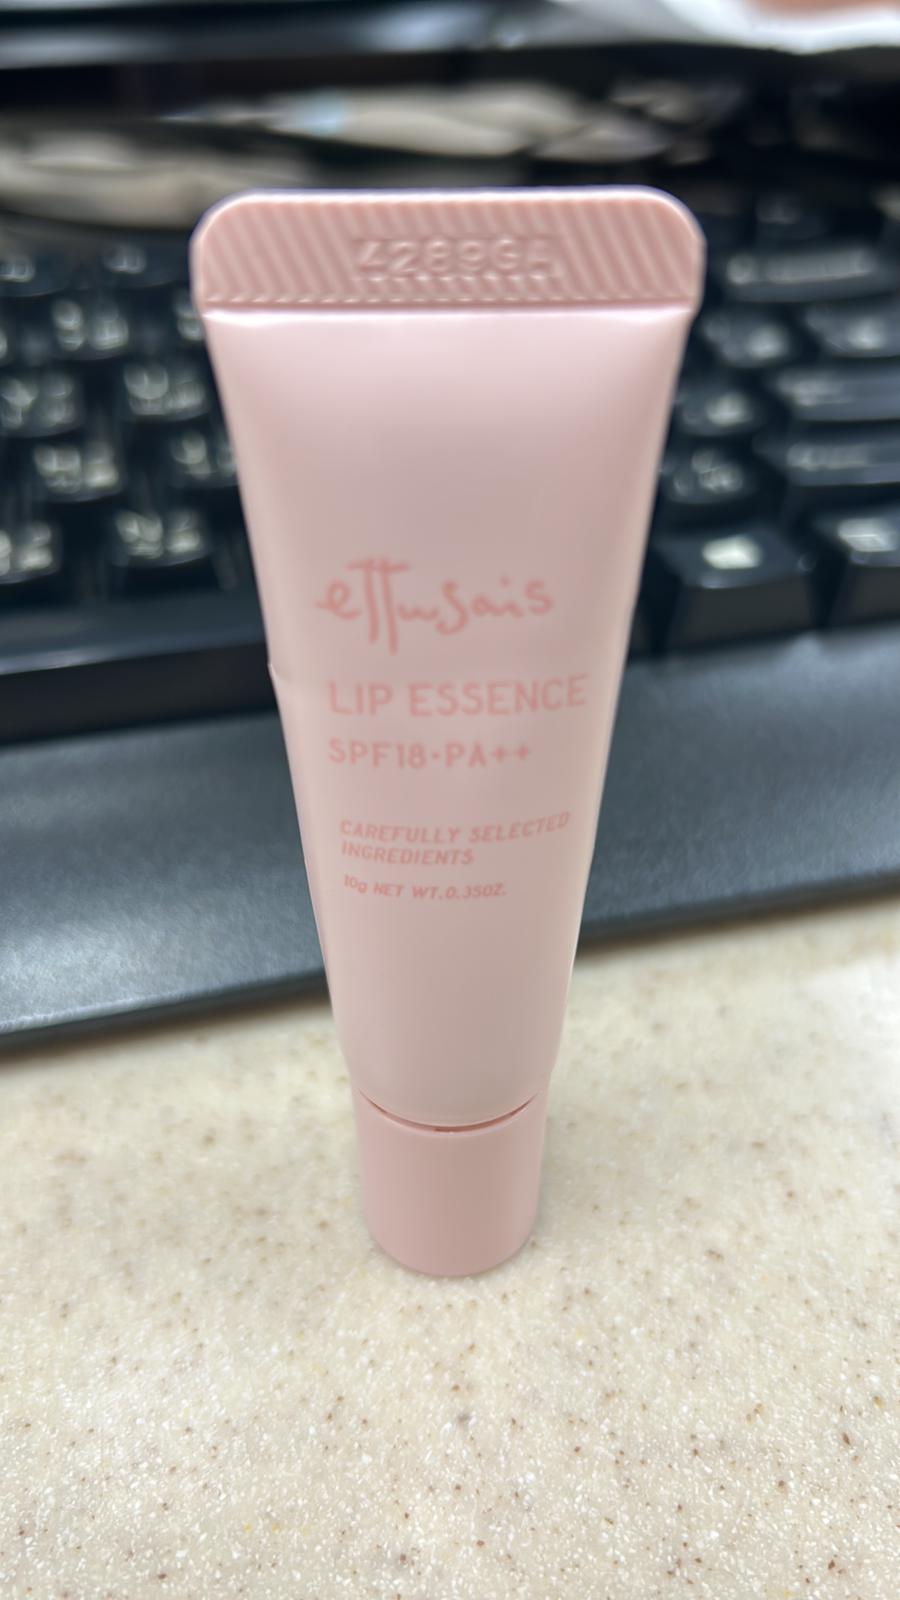 4289GA
ettusais
LIP ESSENCE
SPF18·PA++
CAREFULLY SELECTED
INGREDIENTS
10g NET WT.0.35OZ.